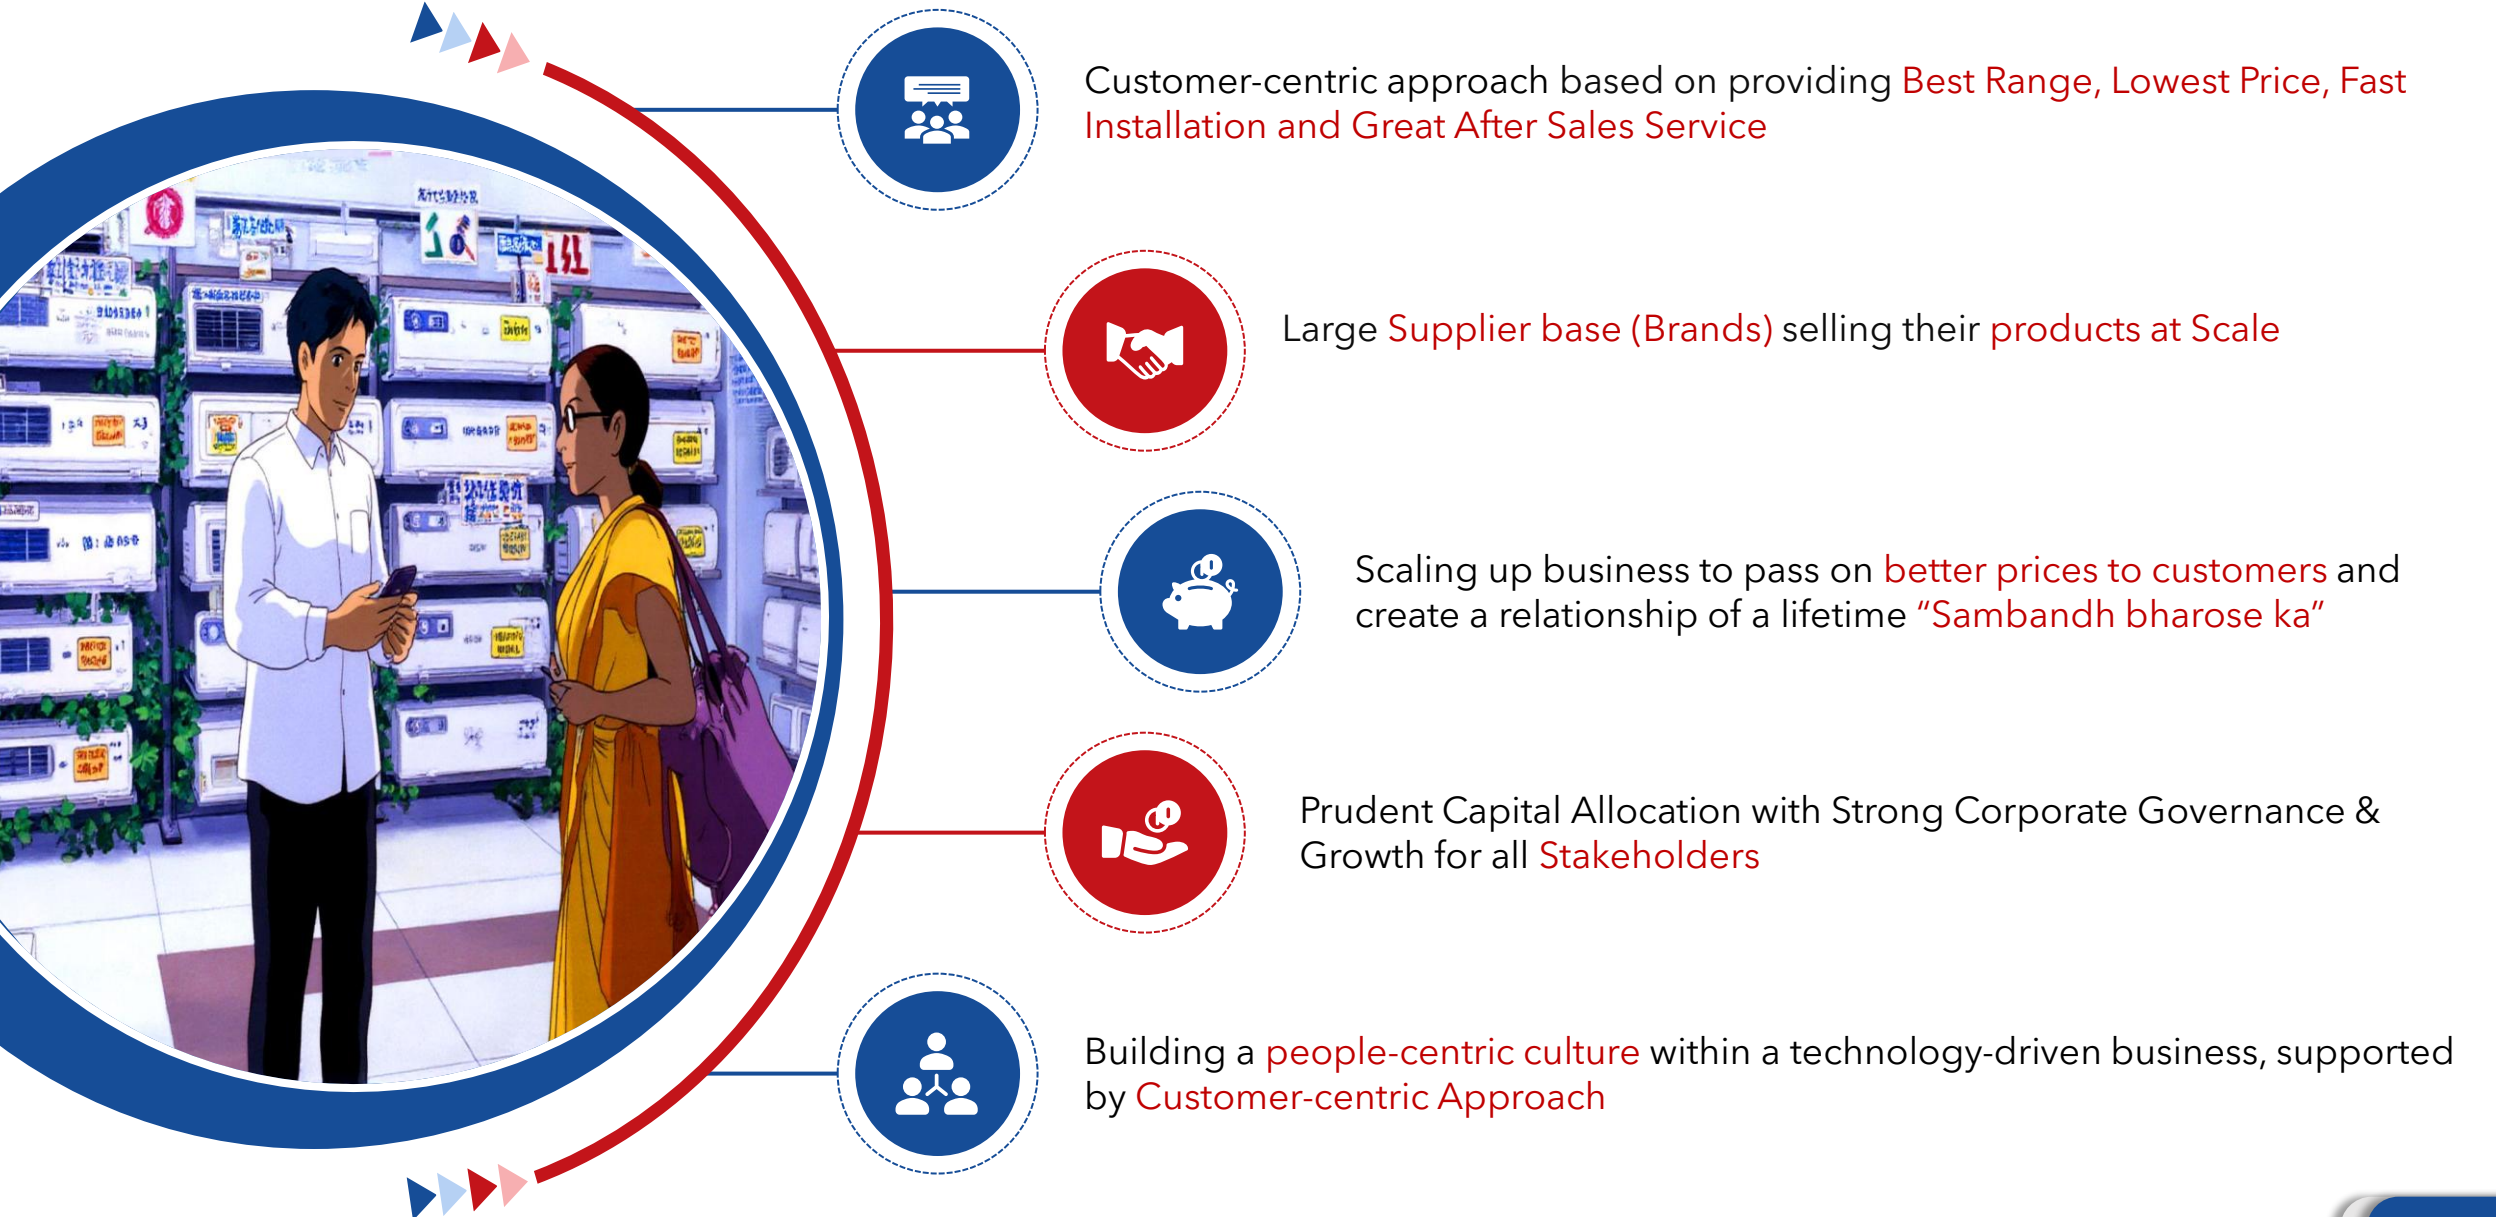 Customer-centric approach based on providing Best Range, Lowest Price, Fast
Installation and Great After Sales Service
Large Supplier base (Brands) selling their products at Scale
Scaling up business to pass on better prices to customers and
create a relationship of a lifetime “Sambandh bharose ka”
Prudent Capital Allocation with Strong Corporate Governance &
Growth for all Stakeholders
Building a people-centric culture within a technology-driven business, supported
by Customer-centric Approach